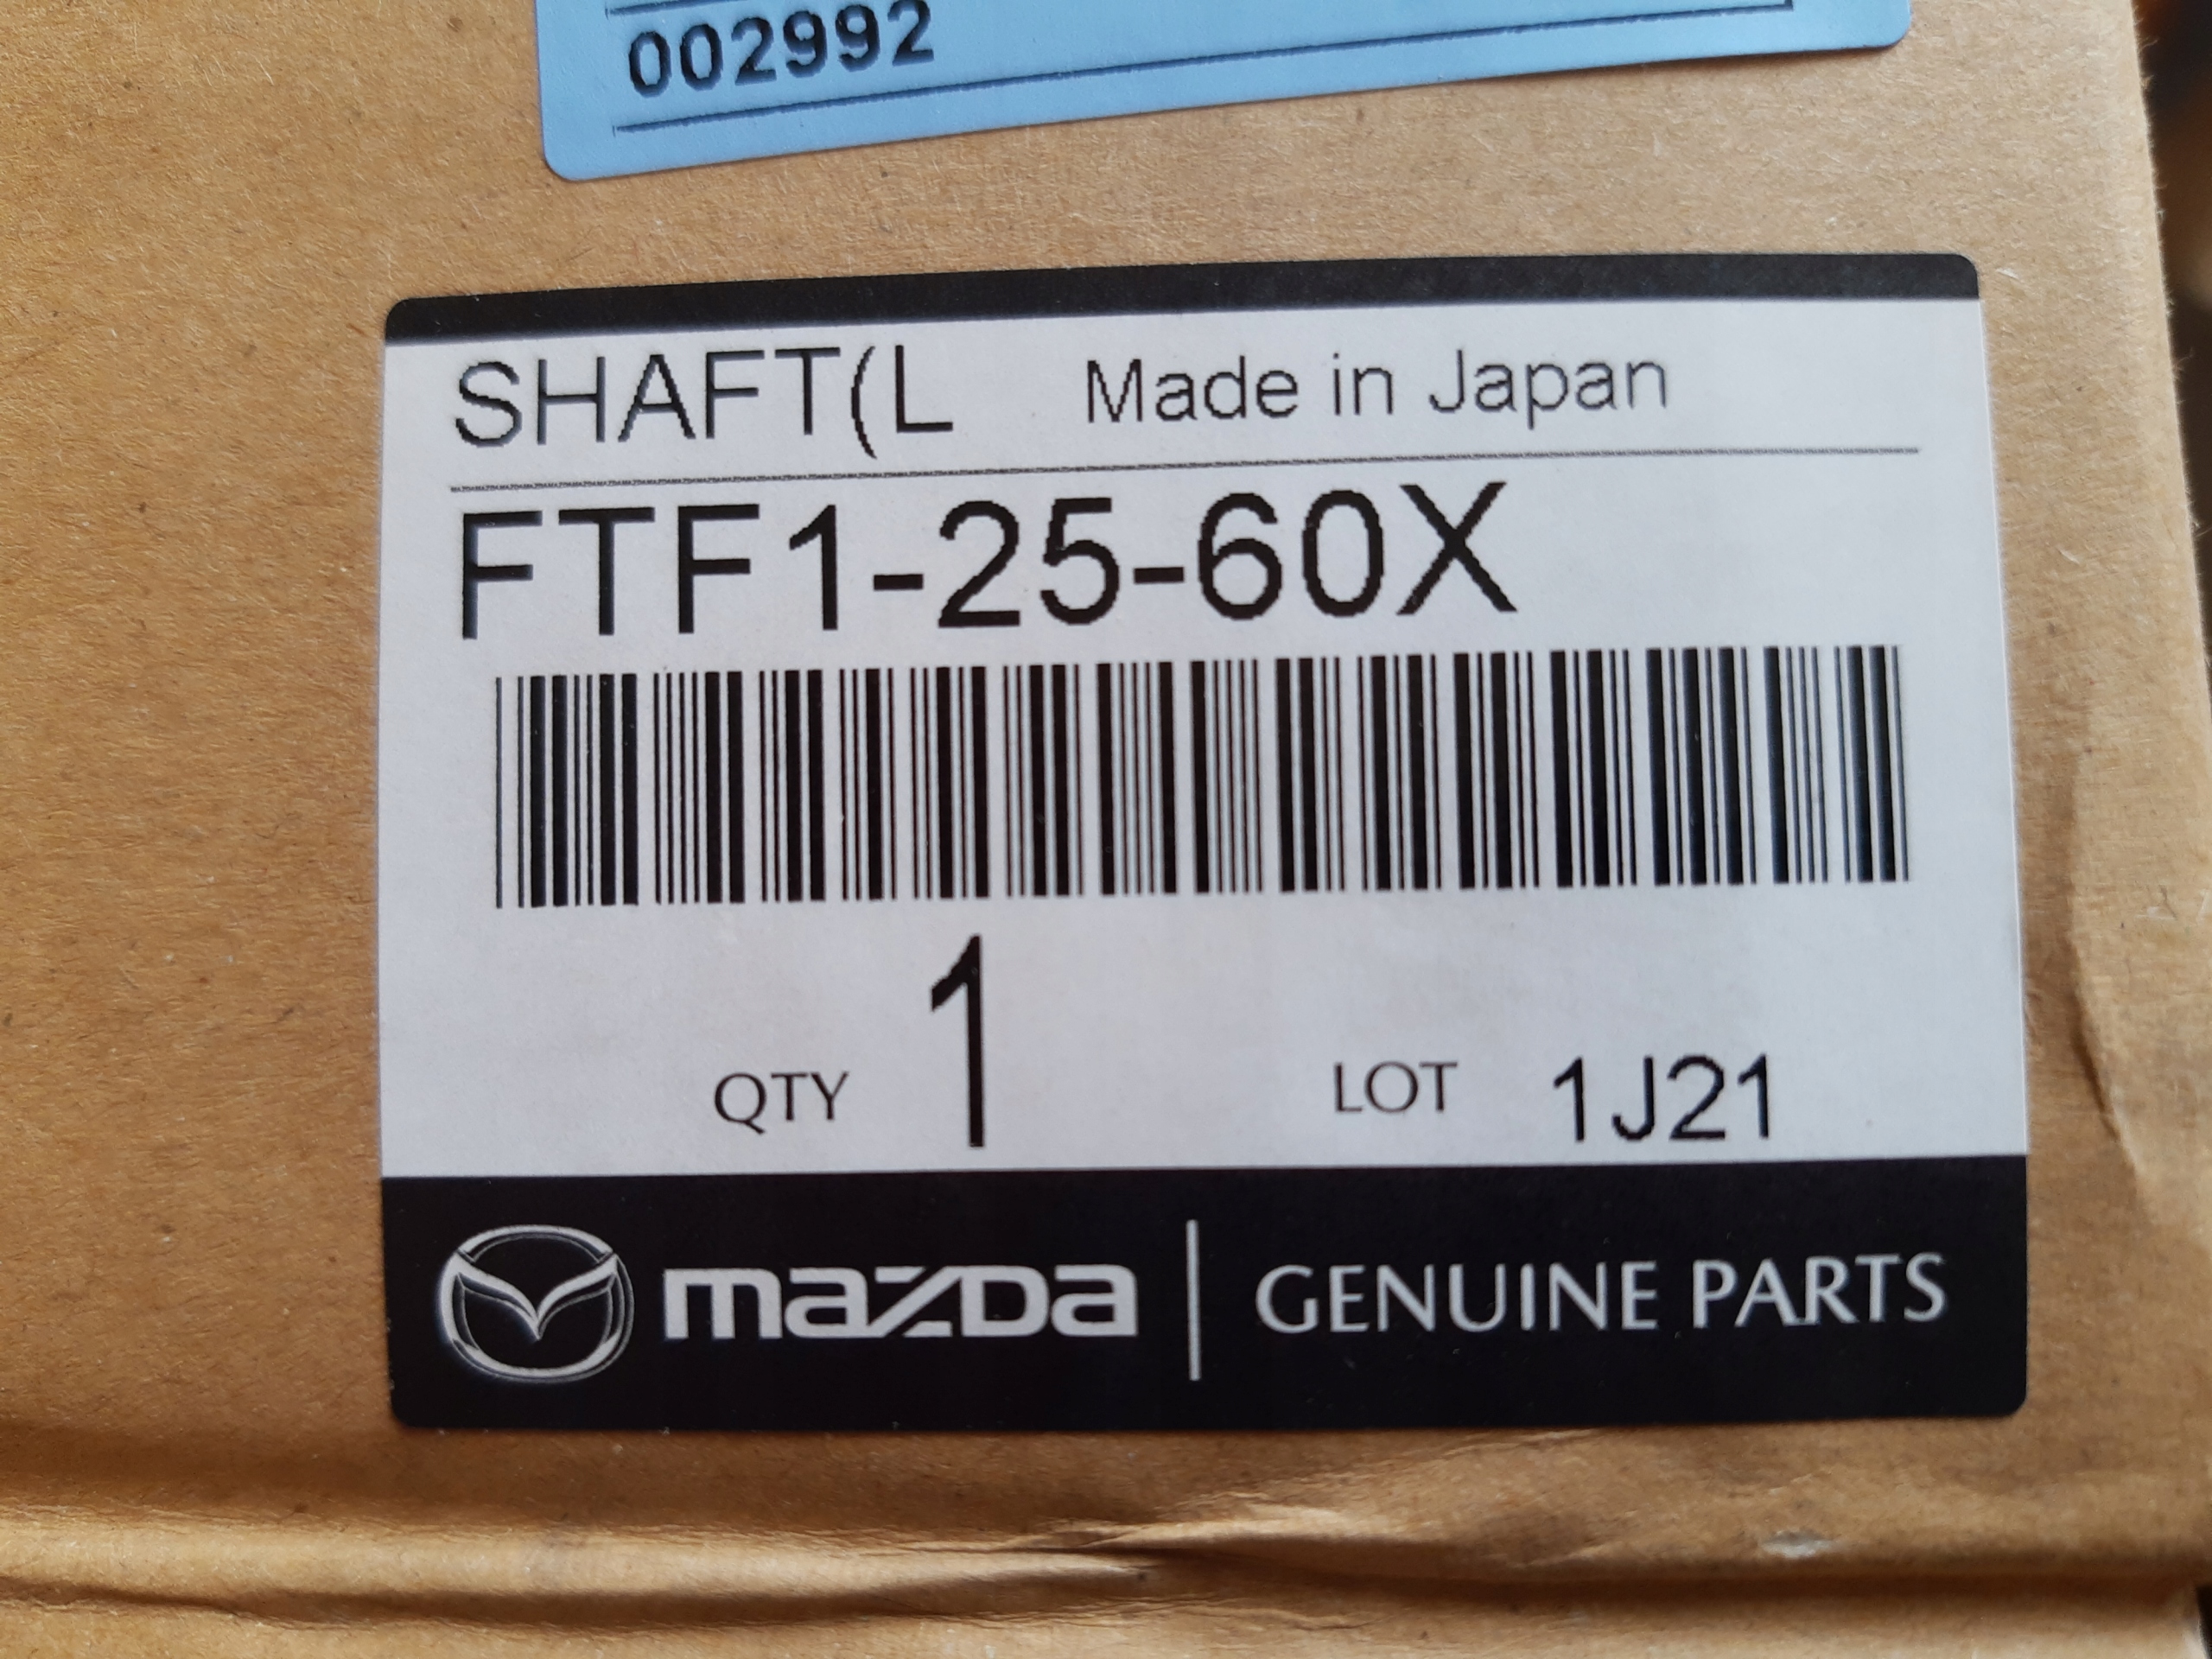 002992
SHAFT(L Made in Japan
FTF1-25-60X
QTY 1 LOT 1J21
mazda GENUINE PARTS